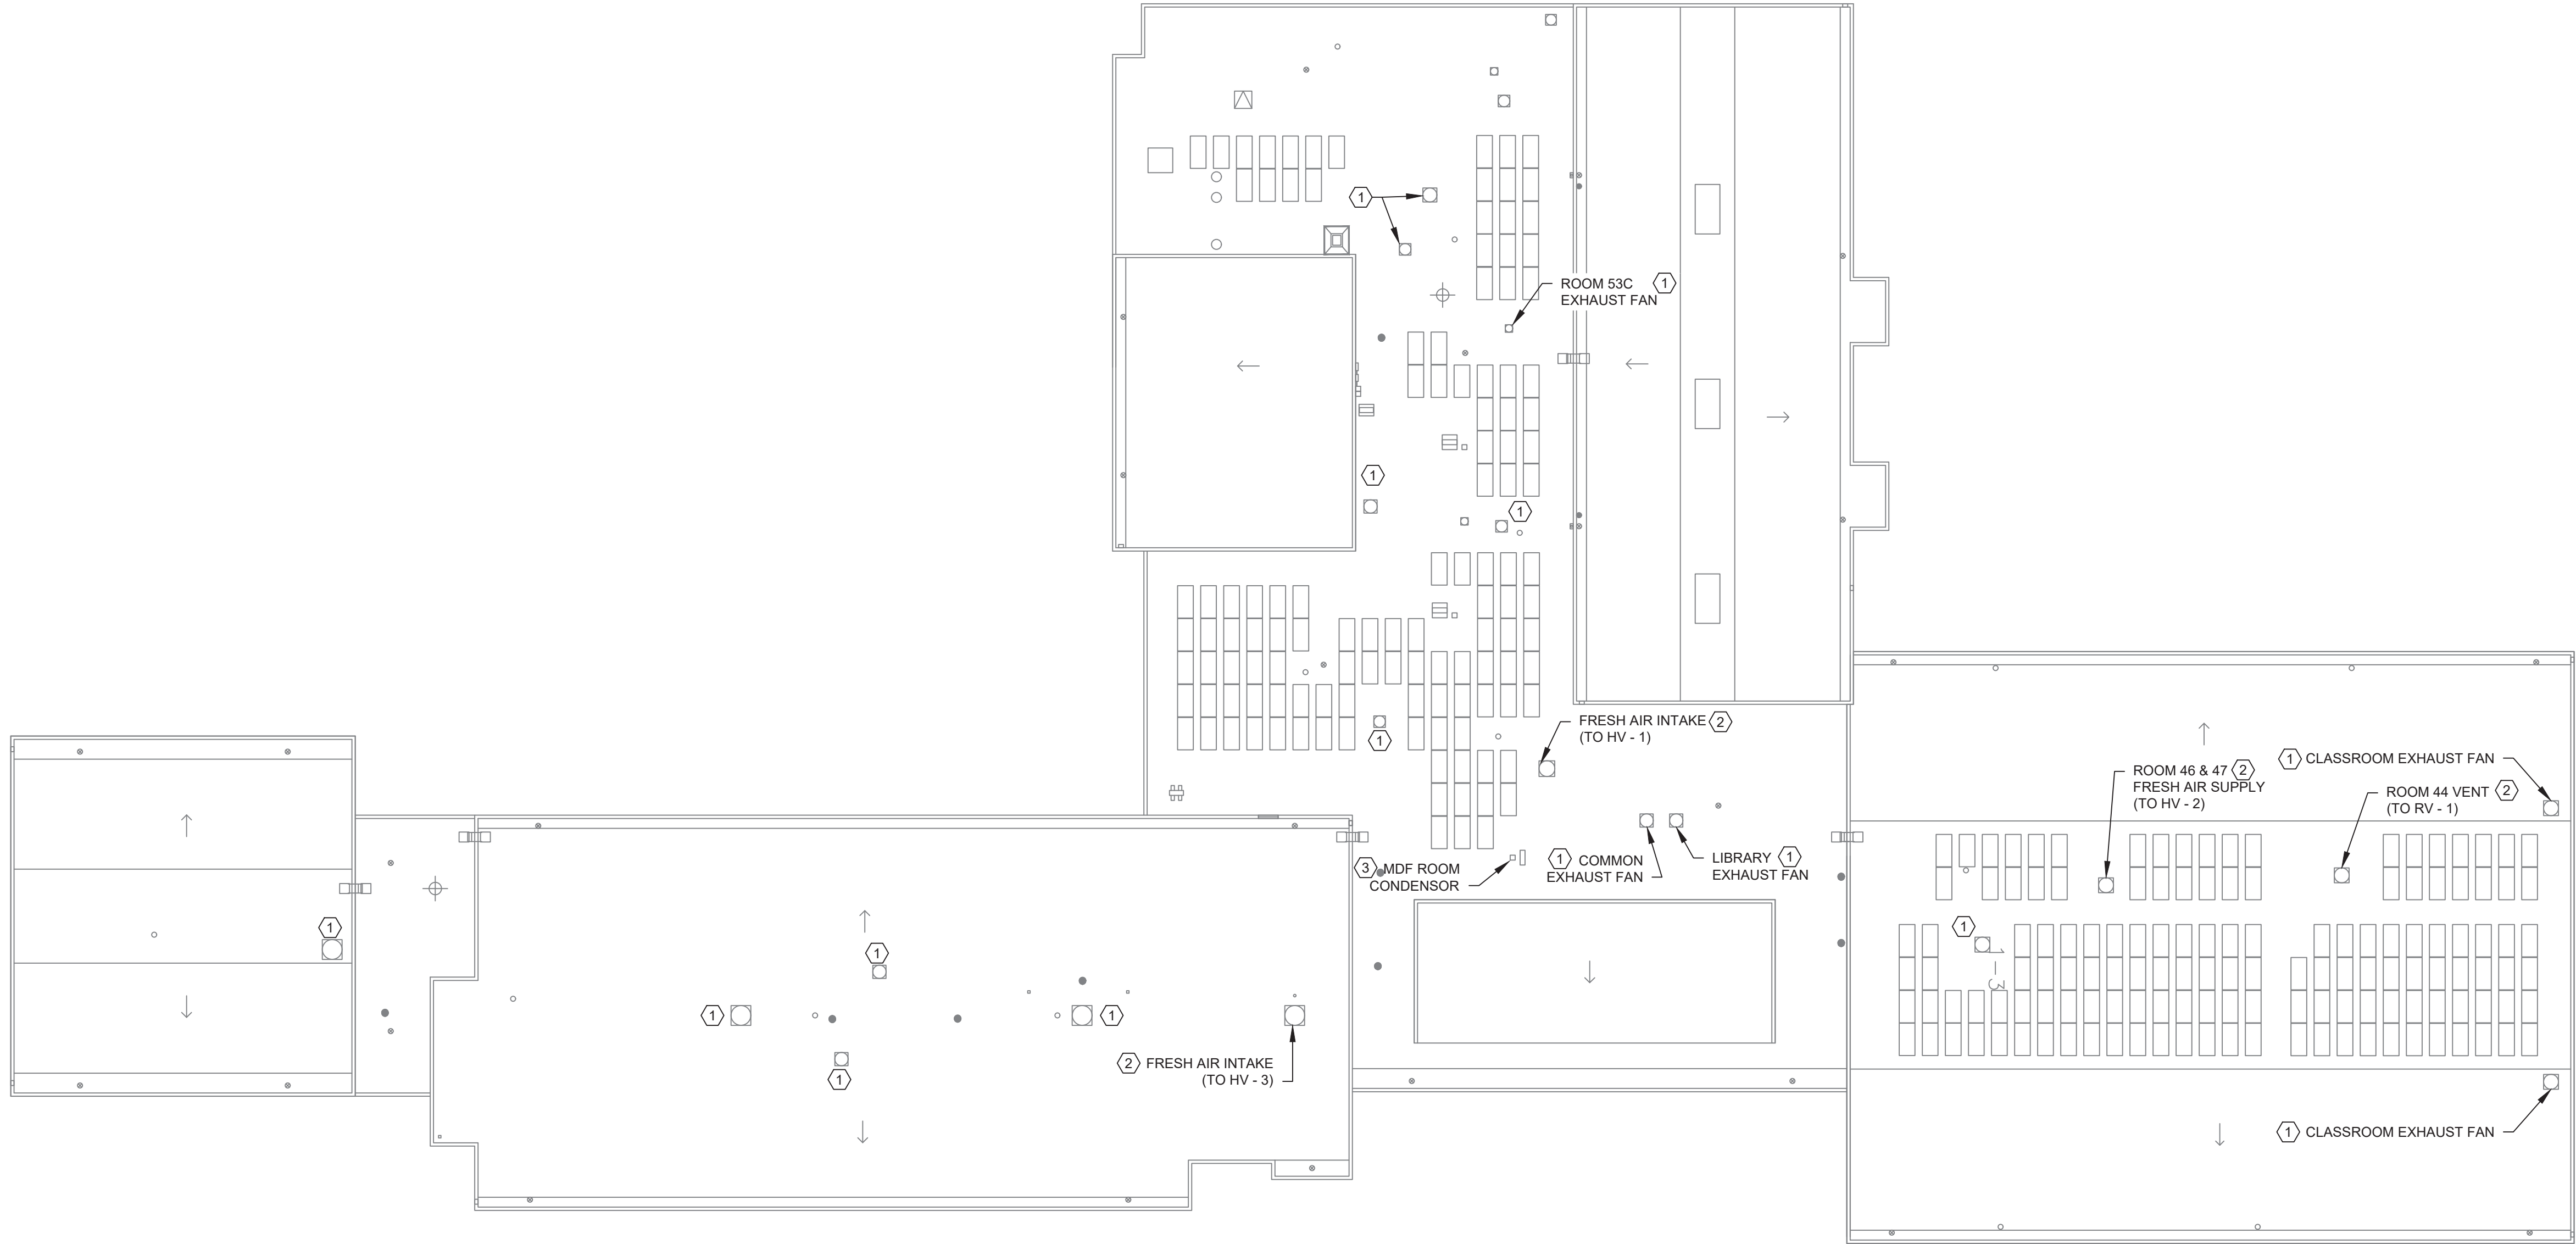 1
ROOM 53C 1
EXHAUST FAN
1
1
FRESH AIR INTAKE 2
(TO HV - 1)
1
1 CLASSROOM EXHAUST FAN
ROOM 46 & 47 2
FRESH AIR SUPPLY
(TO HV - 2)
ROOM 44 VENT 2
(TO RV - 1)
3 MDF ROOM
CONDENSOR
1 COMMON
EXHAUST FAN
LIBRARY 1
EXHAUST FAN
1
1
1
1 - 3
1
1
2 FRESH AIR INTAKE
(TO HV - 3)
1
1 CLASSROOM EXHAUST FAN